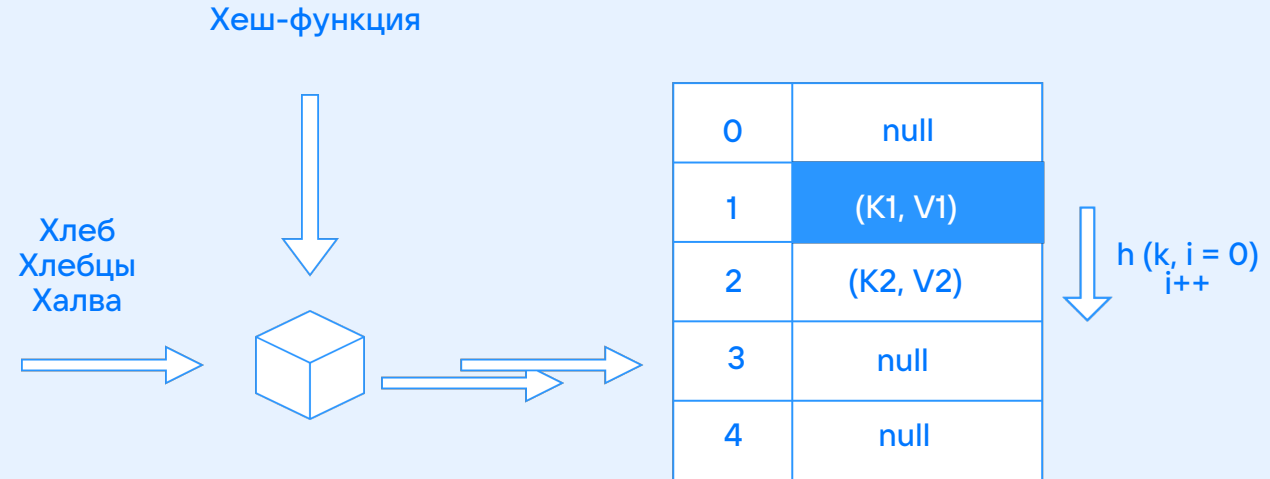 Хеш-функция
Хлеб
Хлебцы
Халва
0 null
1 (K1, V1)
2 (K2, V2)
3 null
4 null
h (k, i = 0)
i++